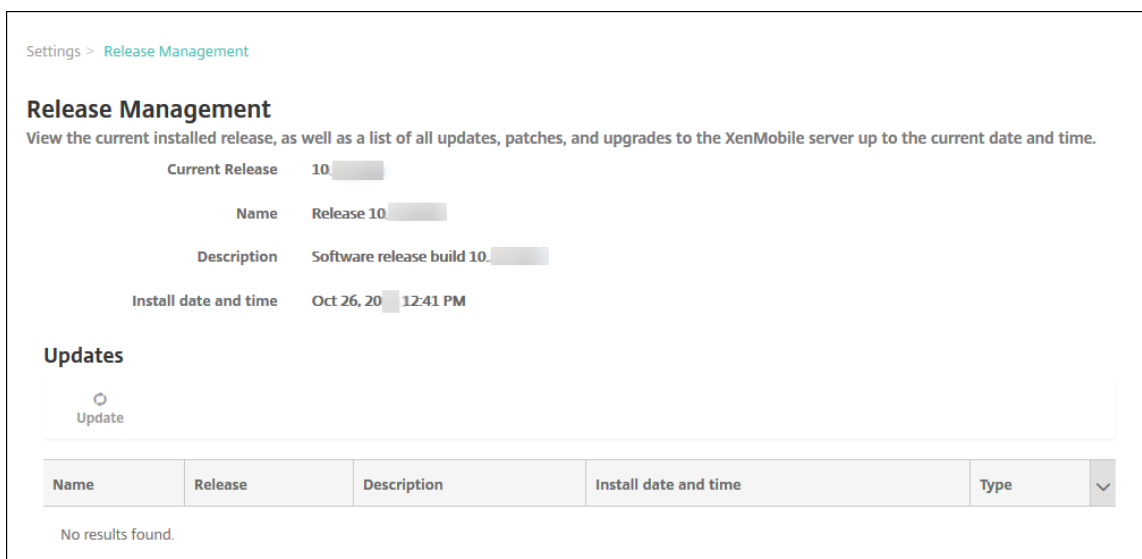 Settings > Release Management
Release Management
View the current installed release, as well as a list of all updates, patches, and upgrades to the XenMobile server up to the current date and time.
Current Release 10.
Name Release 10.
Description Software release build 10.
Install date and time Oct 26, 20 12:41 PM
Updates
Update
Name Release Description Install date and time Type
No results found.